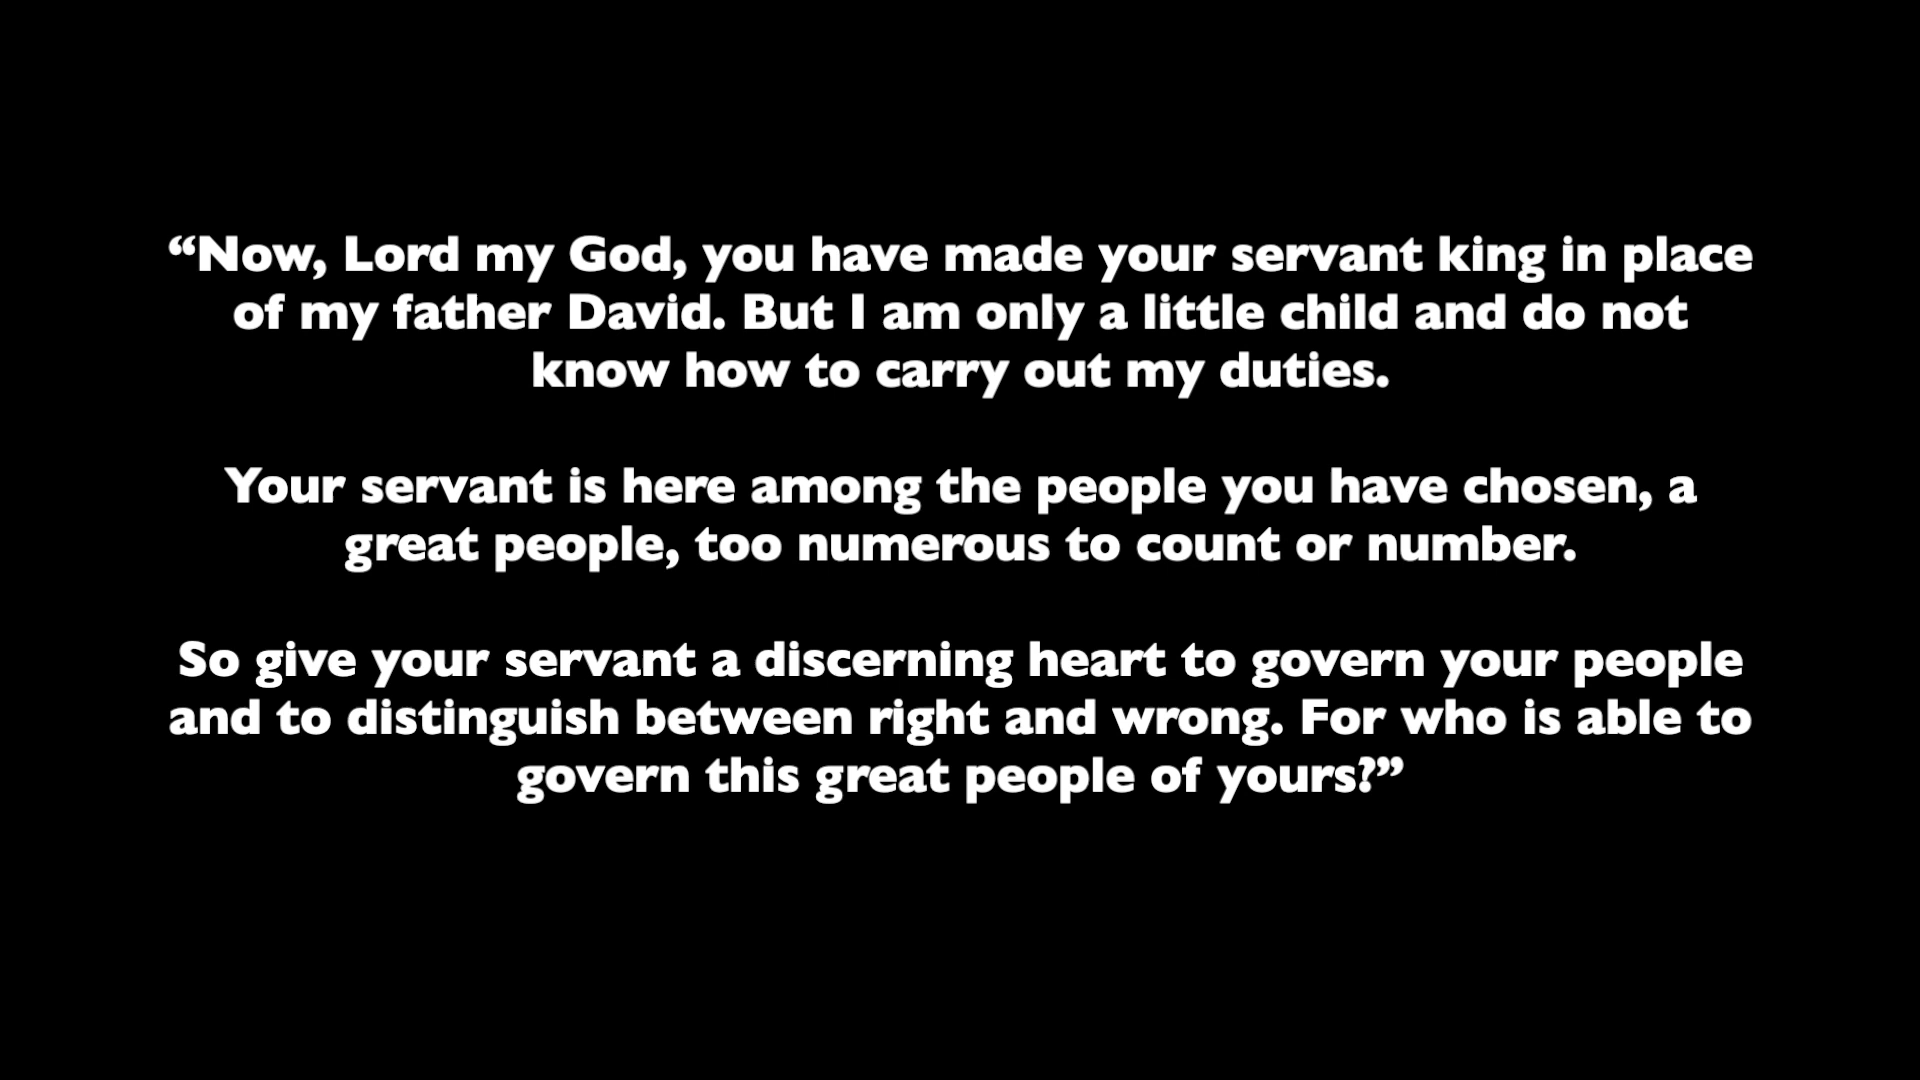 “Now, Lord my God, you have made your servant king in place
of my father David. But I am only a little child and do not
know how to carry out my duties.
Your servant is here among the people you have chosen, a
great people, too numerous to count or number.
So give your servant a discerning heart to govern your people
and to distinguish between right and wrong. For who is able to
govern this great people of yours?”